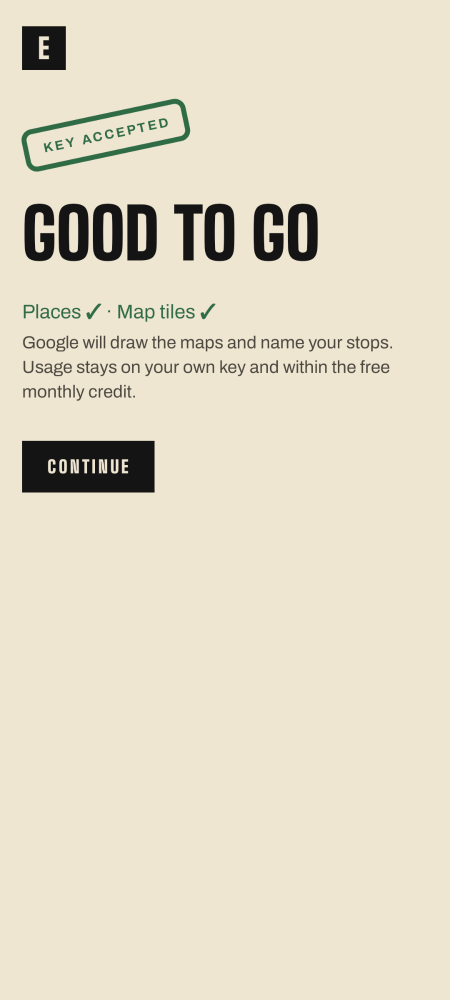 E
KEY ACCEPTED
GOOD TO GO
Places ✓ · Map tiles ✓
Google will draw the maps and name your stops.
Usage stays on your own key and within the free
monthly credit.
CONTINUE